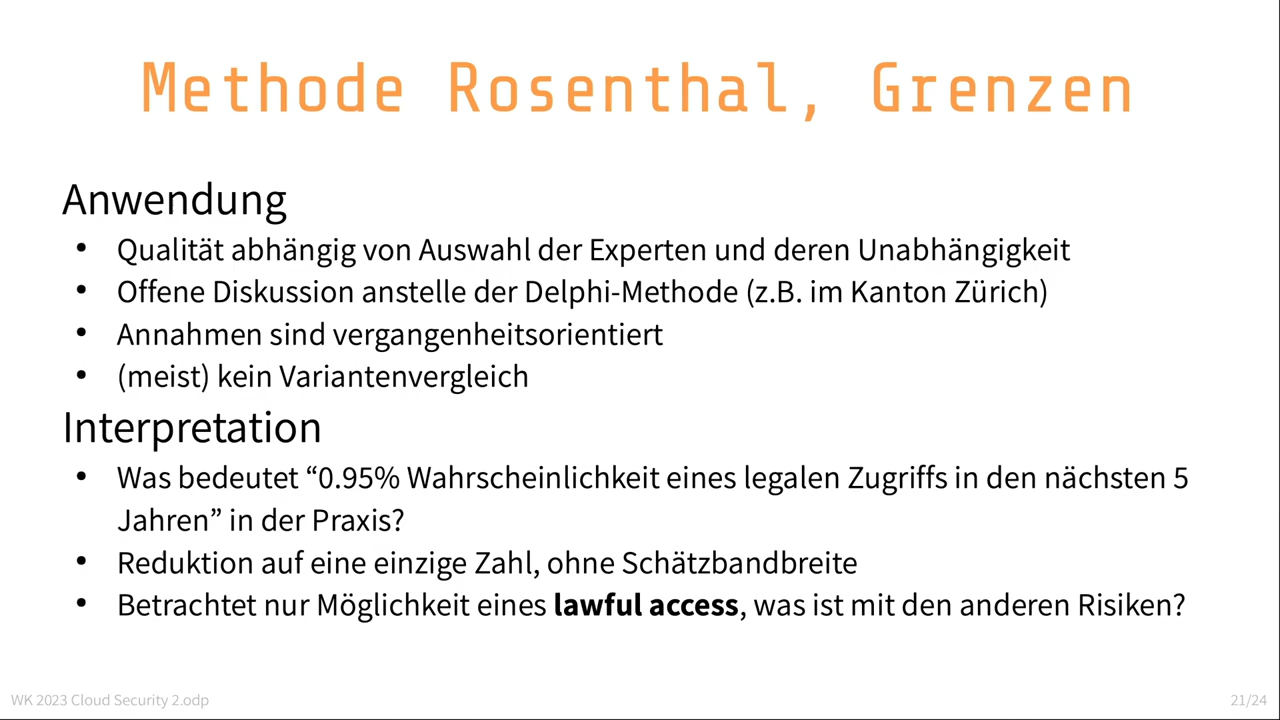 Methode Rosenthal, Grenzen
Anwendung
• Qualität abhängig von Auswahl der Experten und deren Unabhängigkeit
• Offene Diskussion anstelle der Delphi-Methode (z.B. im Kanton Zürich)
• Annahmen sind vergangenheitsorientiert
• (meist) kein Variantenvergleich
Interpretation
• Was bedeutet “0.95% Wahrscheinlichkeit eines legalen Zugriffs in den nächsten 5
Jahren” in der Praxis?
• Reduktion auf eine einzige Zahl, ohne Schätzbandbreite
• Betrachtet nur Möglichkeit eines lawful access, was ist mit den anderen Risiken?
WK 2023 Cloud Security 2.odp
21/24